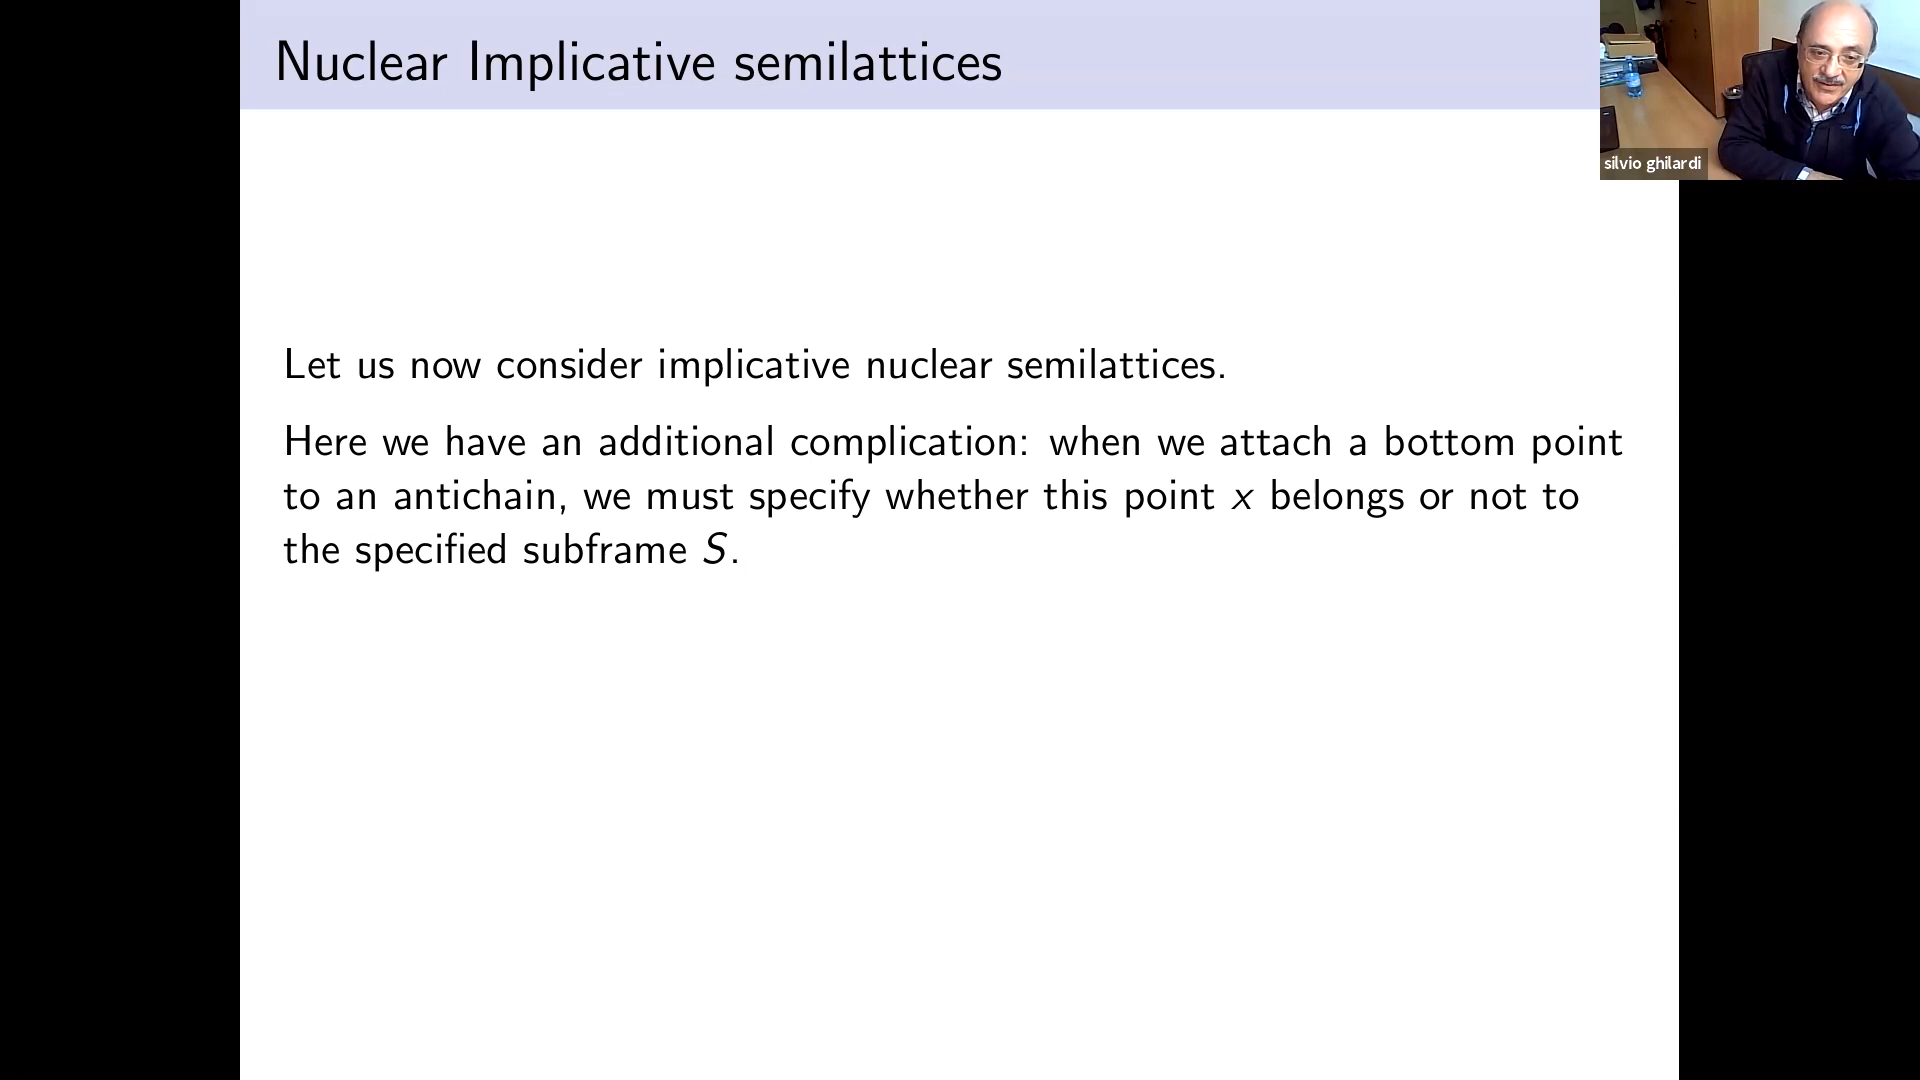 Nuclear Implicative semilattices
silvio ghilardi
Let us now consider implicative nuclear semilattices.
Here we have an additional complication: when we attach a bottom point
to an antichain, we must specify whether this point x belongs or not to
the specified subframe S.